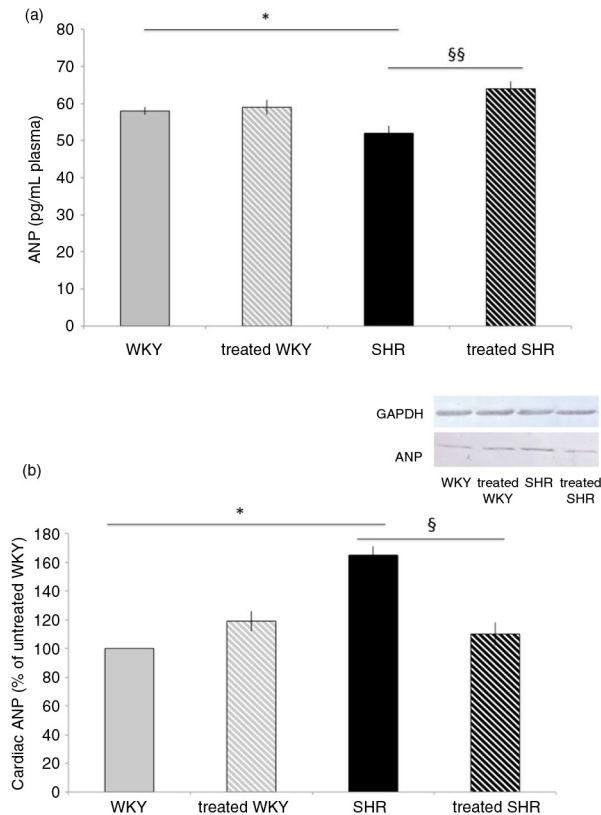 (a)
*
§§
80
70
60
50
40
30
20
10
0
ANP (pg/mL plasma)
WKY treated WKY SHR treated SHR
GAPDH
ANP
WKY treated SHR treated
WKY SHR
(b)
*
§
180
160
140
120
100
80
60
40
20
0
Cardiac ANP (% of untreated WKY)
WKY treated WKY SHR treated SHR